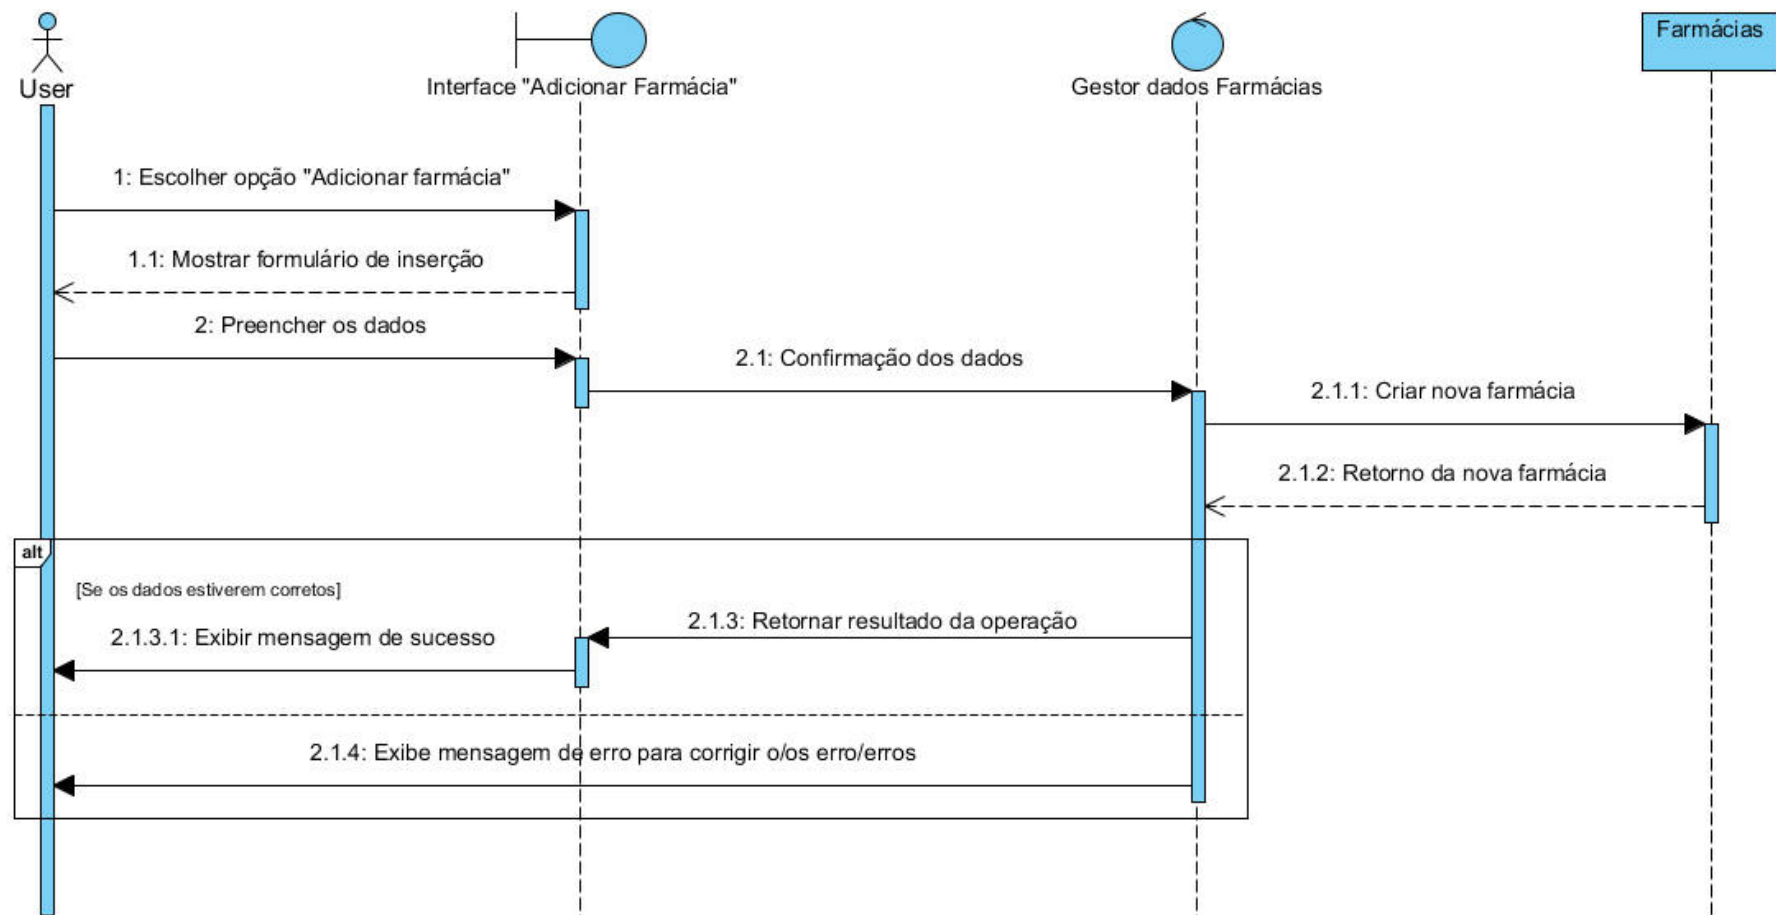 Farmácias
User
Interface "Adicionar Farmácia"
Gestor dados Farmácias
1: Escolher opção "Adicionar farmácia"
1.1: Mostrar formulário de inserção
2: Preencher os dados
2.1: Confirmação dos dados
2.1.1: Criar nova farmácia
2.1.2: Retorno da nova farmácia
alt
[Se os dados estiverem corretos]
2.1.3: Retornar resultado da operação
2.1.3.1: Exibir mensagem de sucesso
2.1.4: Exibe mensagem de erro para corrigir o/os erro/erros